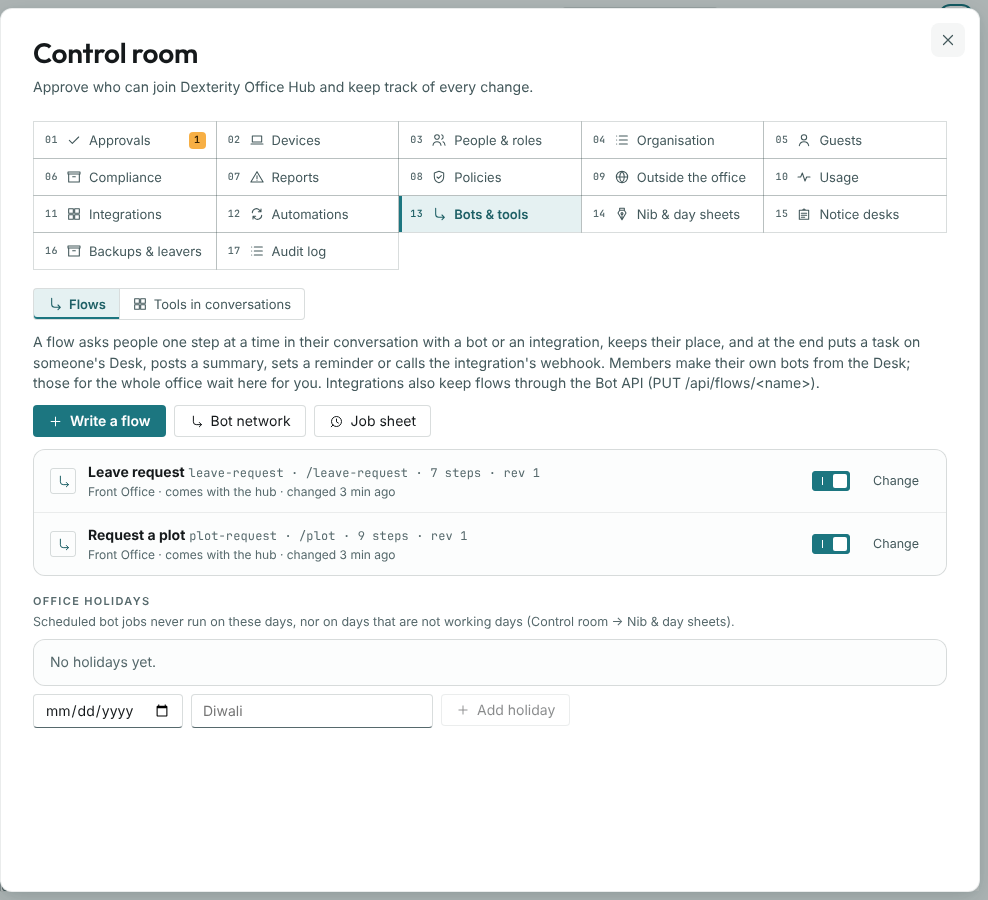 Control room
Approve who can join Dexterity Office Hub and keep track of every change.
01 Approvals 1
02 Devices
03 People & roles
04 Organisation
05 Guests
06 Compliance
07 Reports
08 Policies
09 Outside the office
10 Usage
11 Integrations
12 Automations
13 Bots & tools
14 Nib & day sheets
15 Notice desks
16 Backups & leavers
17 Audit log
Flows
Tools in conversations
A flow asks people one step at a time in their conversation with a bot or an integration, keeps their place, and at the end puts a task on
someone's Desk, posts a summary, sets a reminder or calls the integration's webhook. Members make their own bots from the Desk;
those for the whole office wait here for you. Integrations also keep flows through the Bot API (PUT /api/flows/<name>).
+ Write a flow
Bot network
Job sheet
Leave request leave-request · /leave-request · 7 steps · rev 1
Front Office · comes with the hub · changed 3 min ago
Change
Request a plot plot-request · /plot · 9 steps · rev 1
Front Office · comes with the hub · changed 3 min ago
Change
OFFICE HOLIDAYS
Scheduled bot jobs never run on these days, nor on days that are not working days (Control room → Nib & day sheets).
No holidays yet.
mm/dd/yyyy
Diwali
+ Add holiday